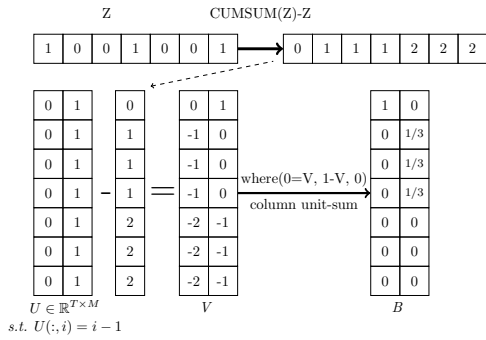 Z CUMSUM(Z)-Z
1 0 0 1 0 0 1 0 1 1 1 2 2 2
0 1 0 0 1 1 0
0 1 1 -1 0 0 1/3
0 1 1 -1 0 0 1/3
where(0=V, 1-V, 0)
0 1 - 1 = -1 0 0 1/3
column unit-sum
0 1 2 -2 -1 0 0
0 1 2 -2 -1 0 0
0 1 2 -2 -1 0 0
U ∈ ℝ^{T×M} V B
s.t. U(:,i) = i − 1